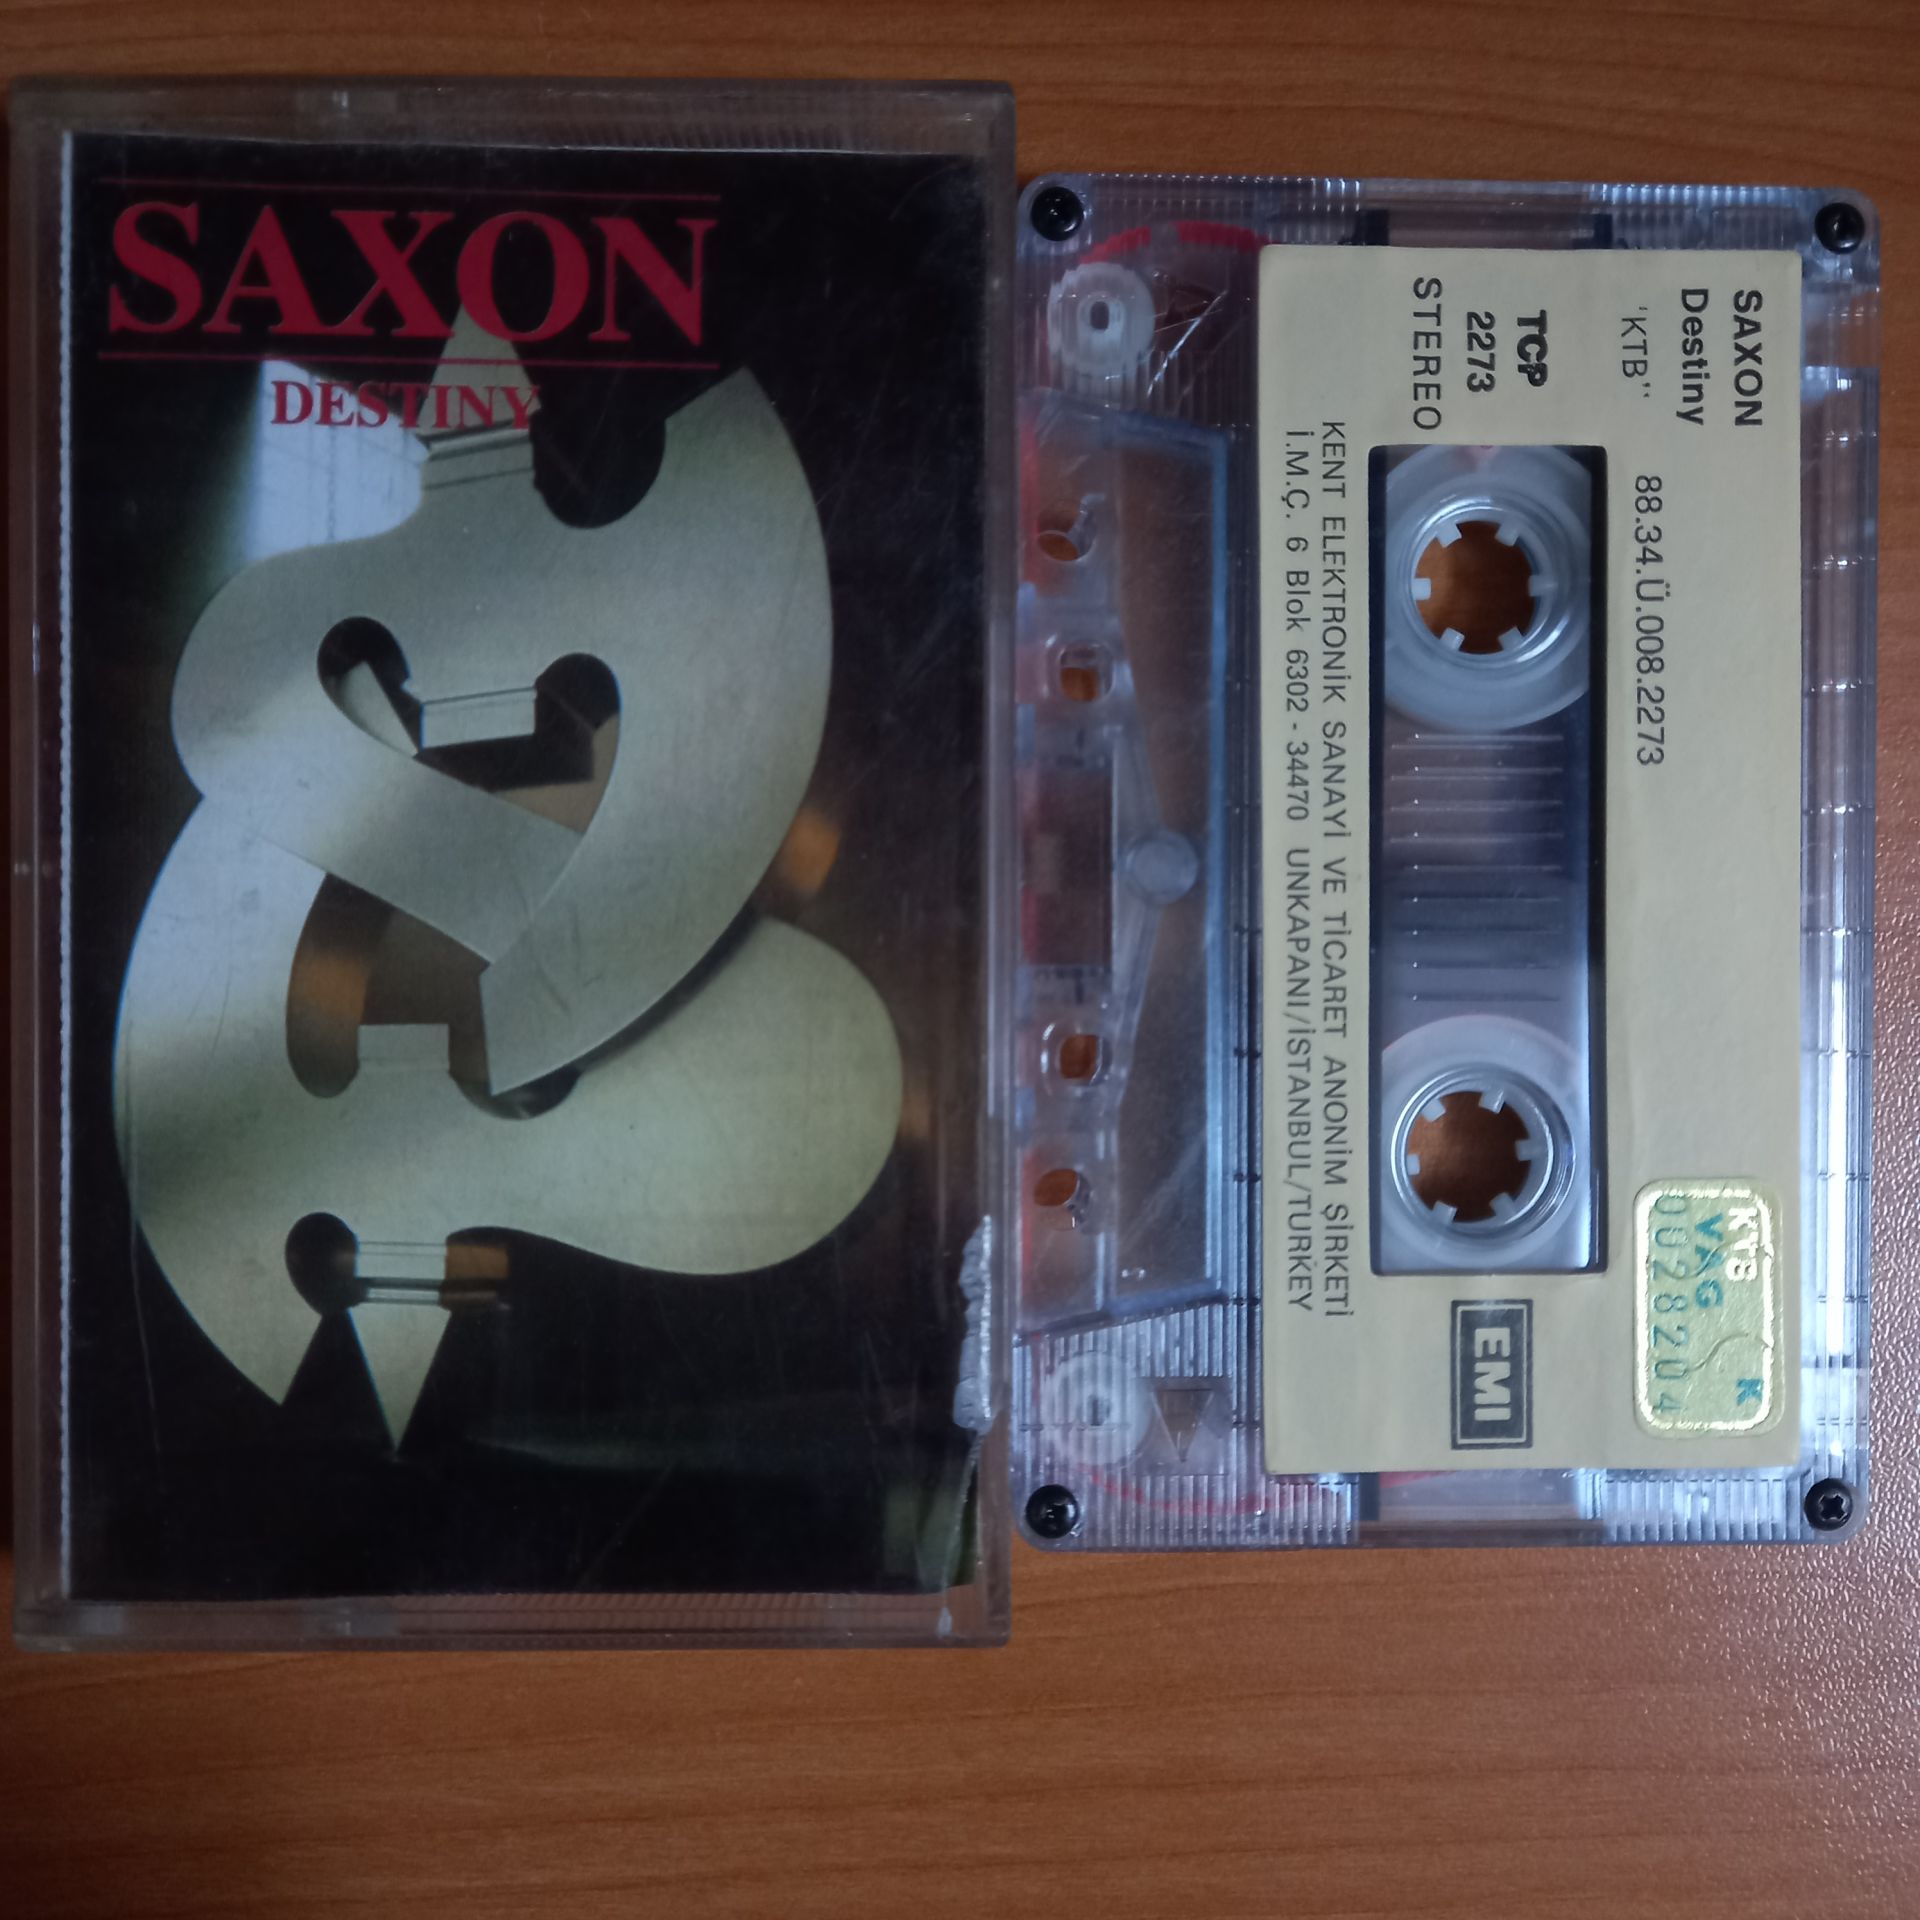 SAXON
DESTINY
SAXON
Destiny
'KTB''
88.34.Ü.008.2273
TCP
2273
STEREO
KENT ELEKTRONİK SANAYİ VE TİCARET ANONİM ŞİRKETİ
İ.M.Ç. 6 Blok 6302 - 34470 UNKAPANI/İSTANBUL/TURKEY
EMI
KTB
VAG K
0028204